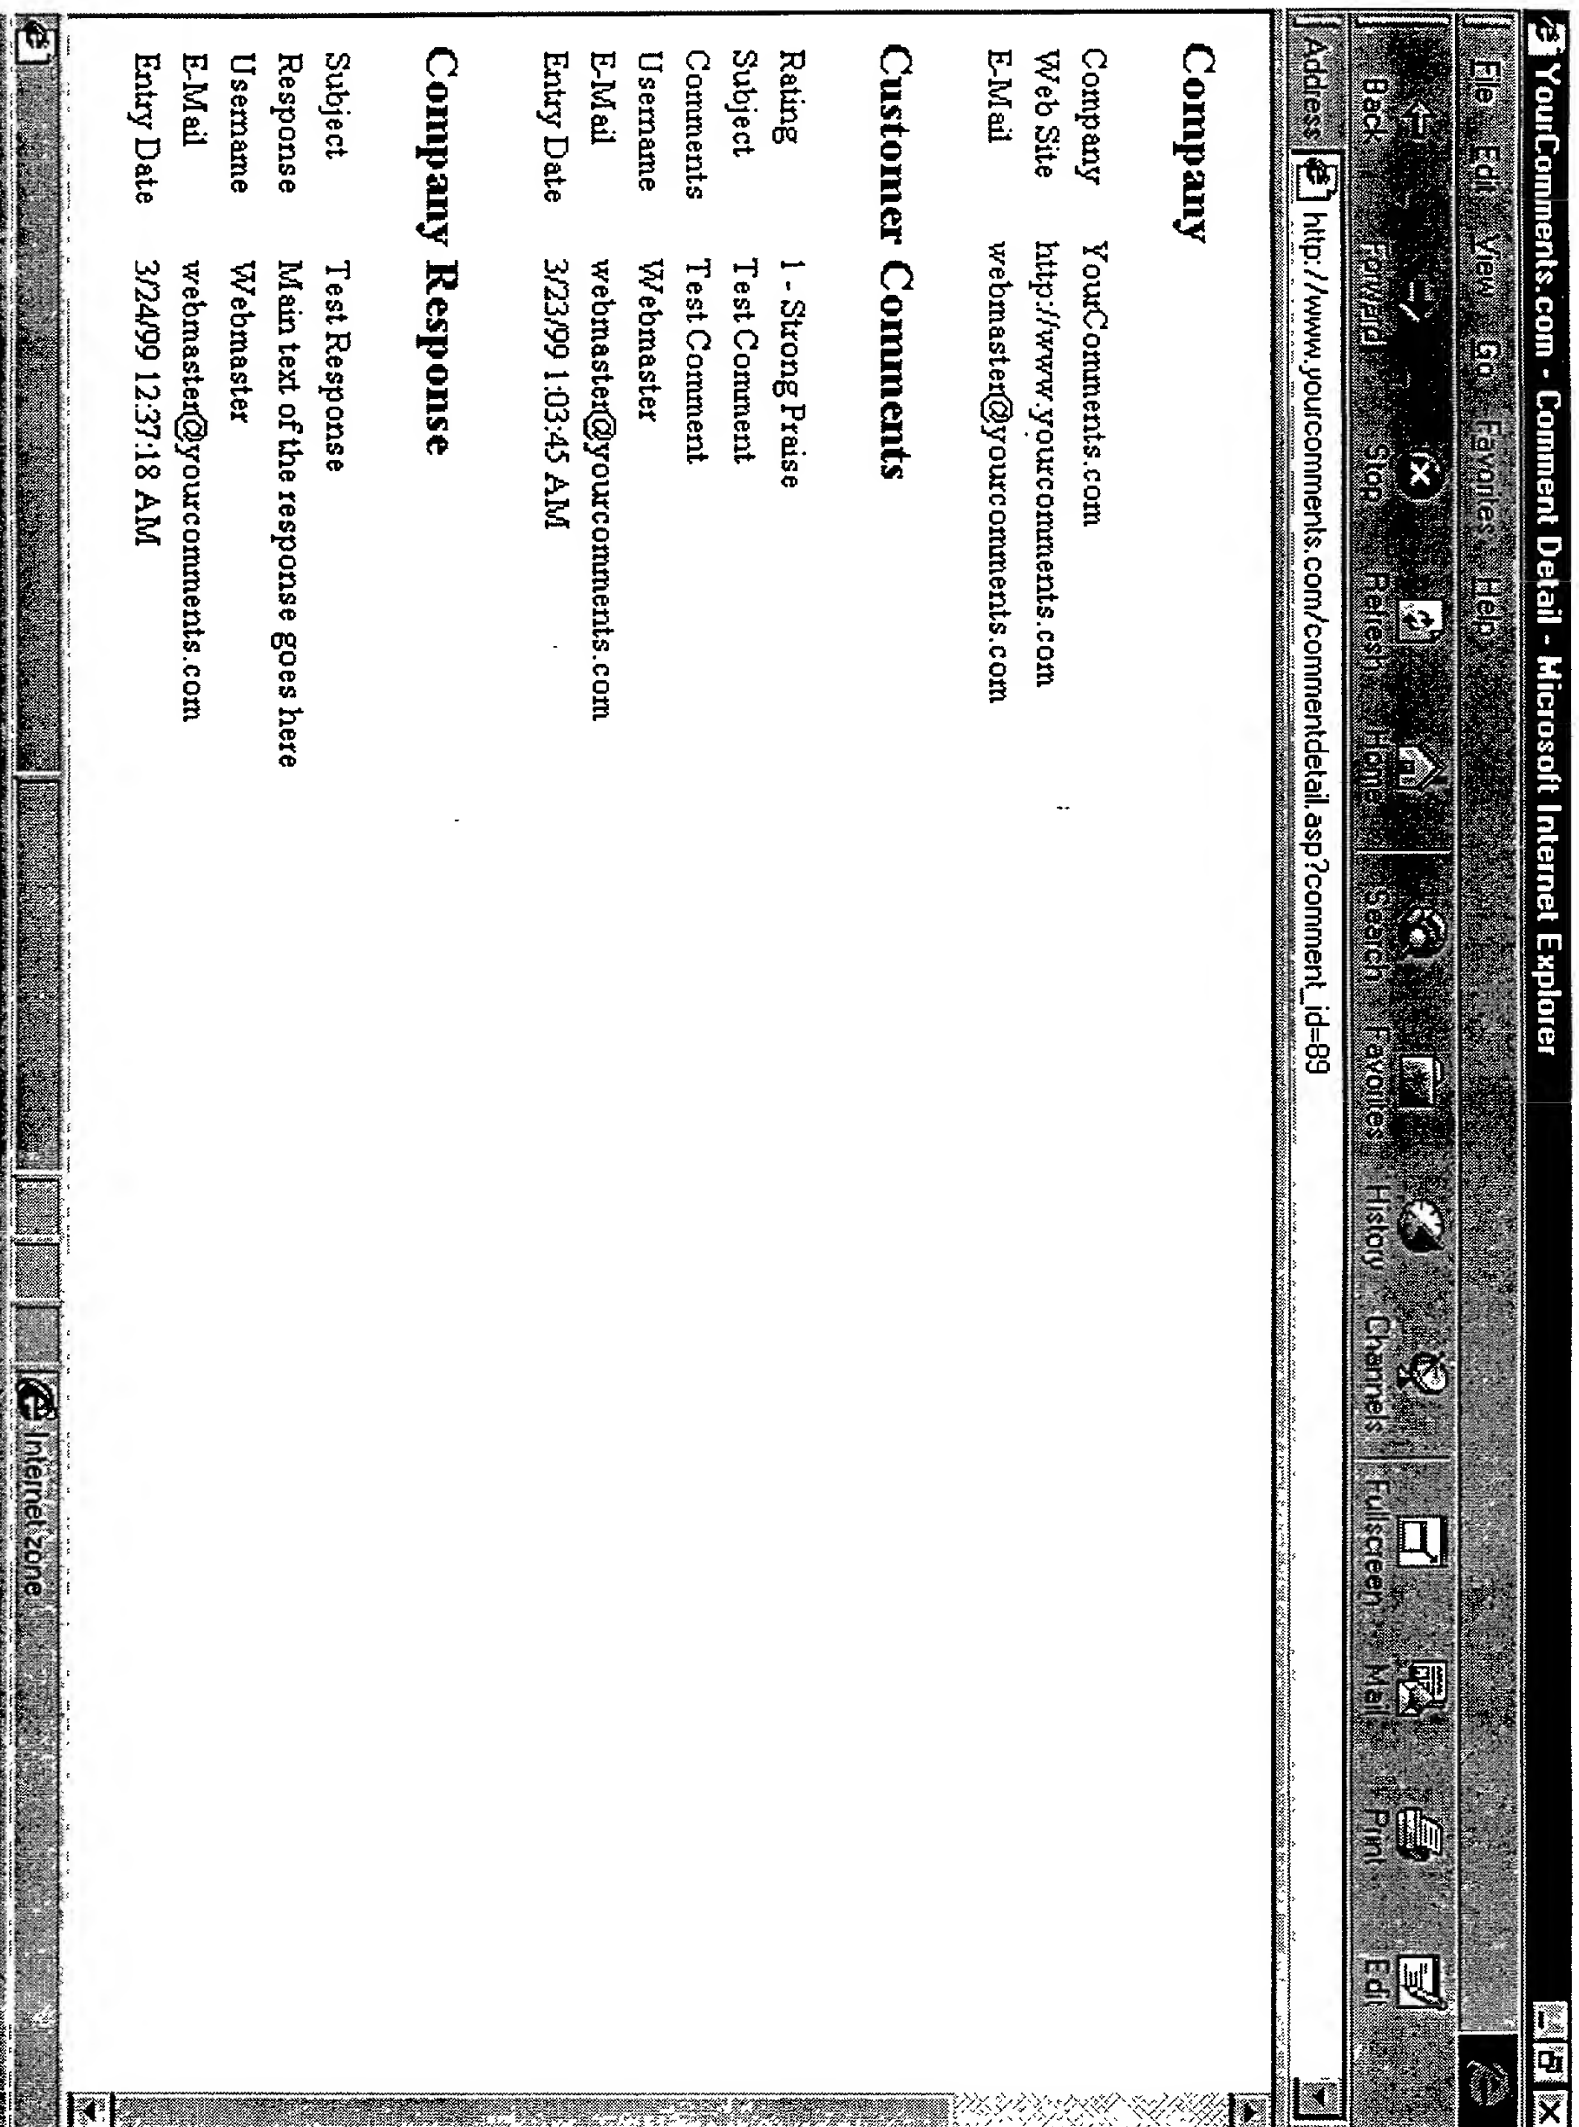 YourComments.com - Comment Detail - Microsoft Internet Explorer
File Edit View Go Favorites Help
Back Forward Stop Refresh Home Search Favorites History Channels Fullscreen Mail Print Edit
Address http://www.yourcomments.com/commentdetail.asp?comment_id=89
Company
Company YourComments.com
Web Site http://www.yourcomments.com
E-Mail webmaster@yourcomments.com
Customer Comments
Rating 1 - Strong Praise
Subject Test Comment
Comments Test Comment
Username Webmaster
E-Mail webmaster@yourcomments.com
Entry Date 3/23/99 1:03:45 AM
Company Response
Subject Test Response
Response Main text of the response goes here
Username Webmaster
E-Mail webmaster@yourcomments.com
Entry Date 3/24/99 12:37:18 AM
Internet zone